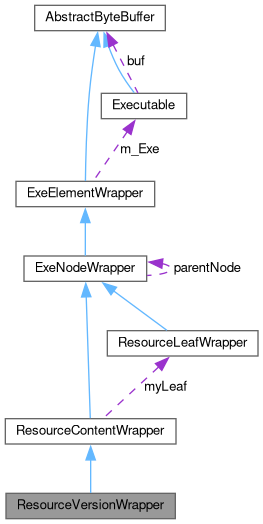 AbstractByteBuffer
buf
Executable
m_Exe
ExeElementWrapper
ExeNodeWrapper
parentNode
ResourceLeafWrapper
myLeaf
ResourceContentWrapper
ResourceVersionWrapper